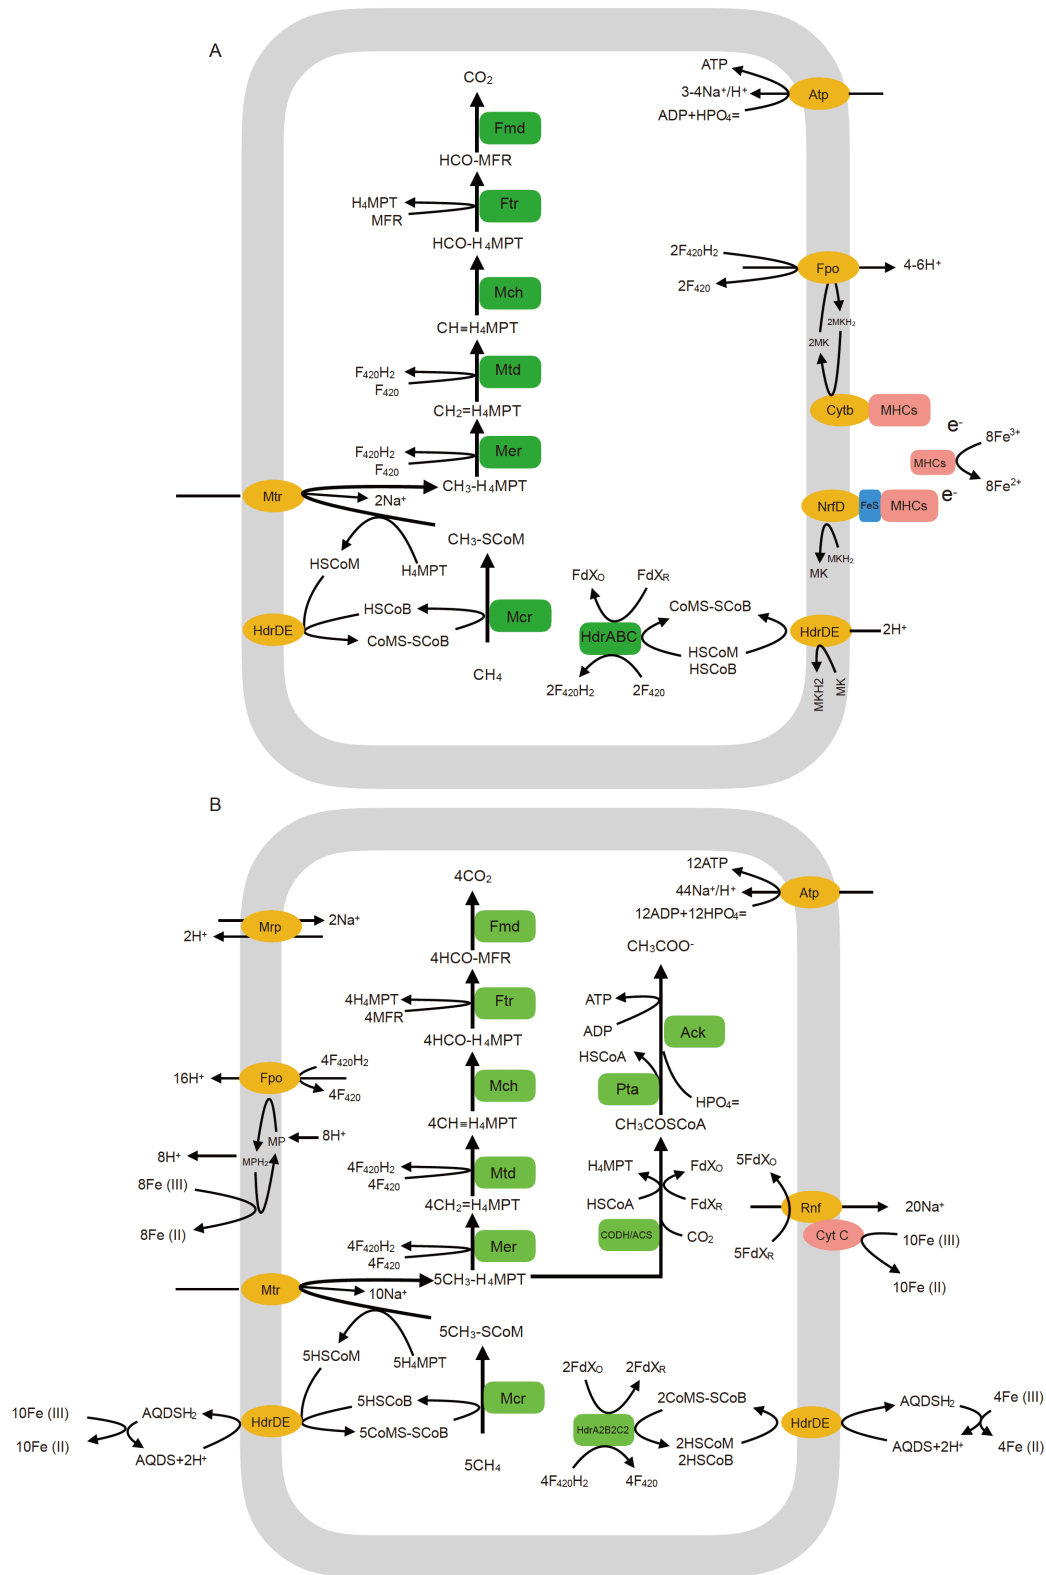 A
CO₂
Fmd
HCO-MFR
H₄MPT
MFR
Ftr
HCO-H₄MPT
Mch
CH≡H₄MPT
F₄₂₀H₂
F₄₂₀
Mtd
CH₂=H₄MPT
F₄₂₀H₂
F₄₂₀
Mer
CH₃-H₄MPT
Mtr
2Na⁺
CH₃-SCoM
HSCoM
H₄MPT
HSCoB
HdrDE
CoMS-SCoB
Mcr
CH₄
ATP
3-4Na⁺/H⁺
ADP+HPO₄=
Atp
2F₄₂₀H₂
2F₄₂₀
Fpo
4-6H⁺
2MKH₂
2MK
Cytb
MHCs
e⁻
8Fe³⁺
MHCs
8Fe²⁺
e⁻
NrfD
FeS
MHCs
MKH₂
MK
FdX₀
FdXR
HdrABC
CoMS-SCoB
HSCoM
HSCoB
2F₄₂₀H₂
2F₄₂₀
HdrDE
2H⁺
MKH2
MK
B
4CO₂
Fmd
4HCO-MFR
4H₄MPT
4MFR
Ftr
4HCO-H₄MPT
Mch
4CH≡H₄MPT
4F₄₂₀H₂
4F₄₂₀
Mtd
4CH₂=H₄MPT
4F₄₂₀H₂
4F₄₂₀
Mer
5CH₃-H₄MPT
Mrp
2Na⁺
2H⁺
Fpo
16H⁺
4F₄₂₀H₂
4F₄₂₀
MP
8H⁺
8H⁺
MPH₂
8Fe (III)
8Fe (II)
Mtr
10Na⁺
5CH₃-SCoM
5HSCoM
5H₄MPT
5HSCoB
HdrDE
5CoMS-SCoB
Mcr
5CH₄
10Fe (III)
10Fe (II)
AQDSH₂
AQDS+2H⁺
12ATP
44Na⁺/H⁺
12ADP+12HPO₄=
Atp
CH₃COO⁻
ATP
ADP
Ack
HSCoA
Pta
HPO₄=
CH₃COSCoA
H₄MPT
FdX₀
HSCoA
FdXR
CODH/ACS
CO₂
5FdX₀
5FdXR
Rnf
20Na⁺
Cyt C
10Fe (III)
10Fe (II)
2FdX₀
2FdXR
HdrA2B2C2
2CoMS-SCoB
2HSCoM
2HSCoB
4F₄₂₀H₂
4F₄₂₀
HdrDE
AQDSH₂
AQDS+2H⁺
4Fe (III)
4Fe (II)